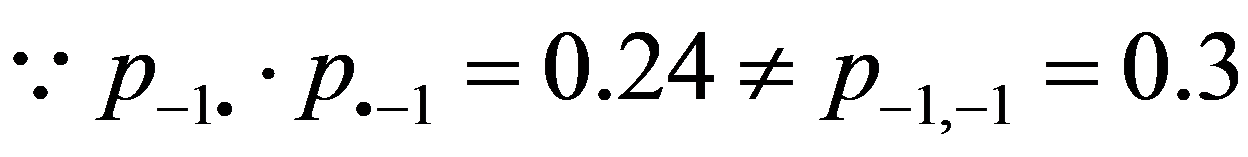 ∵ p₋₁• · p•₋₁ = 0.24 ≠ p₋₁,₋₁ = 0.3